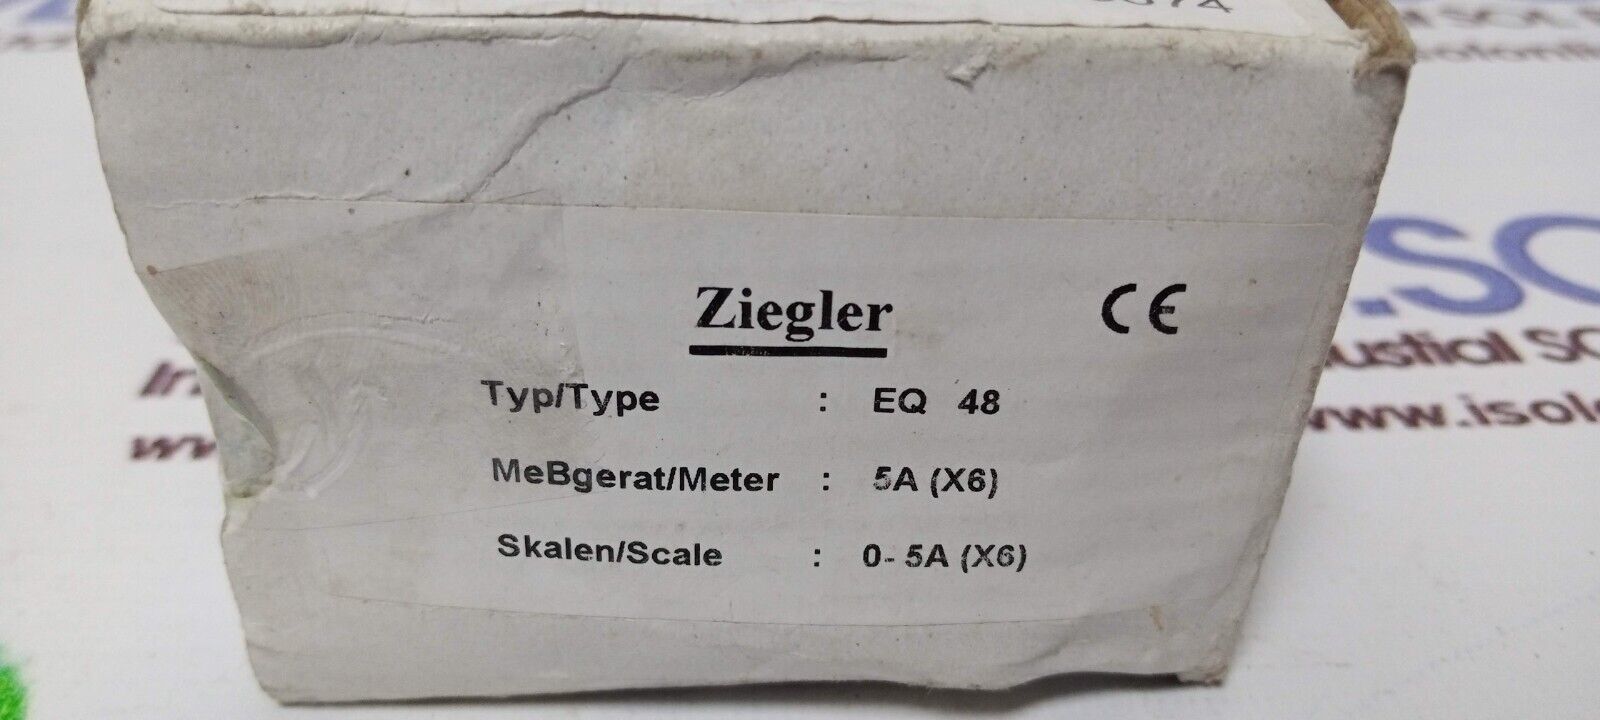 Ziegler CE
Typ/Type : EQ 48
MeBgerat/Meter : 5A (X6)
Skalen/Scale : 0-5A (X6)